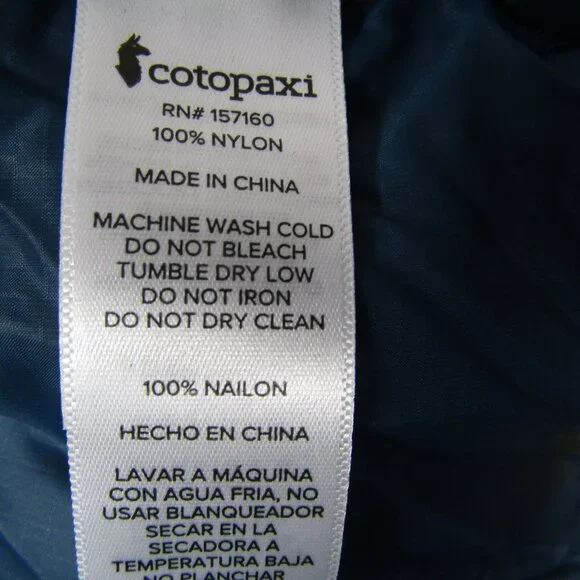 cotopaxi
RN# 157160
100% NYLON
MADE IN CHINA
MACHINE WASH COLD
DO NOT BLEACH
TUMBLE DRY LOW
DO NOT IRON
DO NOT DRY CLEAN
100% NAILON
HECHO EN CHINA
LAVAR A MÁQUINA
CON AGUA FRIA, NO
USAR BLANQUEADOR
SECAR EN LA
SECADORA A
TEMPERATURA BAJA
NO PLANCHAR